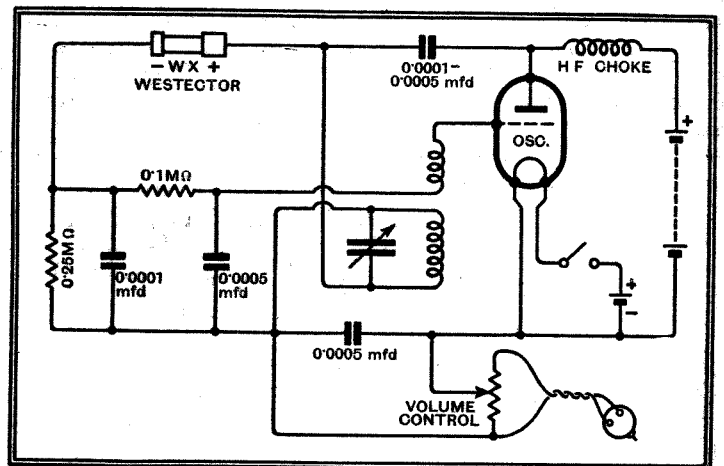 – W X +
WESTECTOR
0·0001–
0·0005 mfd
H F CHOKE
+
OSC.
0·1MΩ
0·25MΩ
0·0001
mfd
0·0005
mfd
+
–
0·0005 mfd
VOLUME
CONTROL